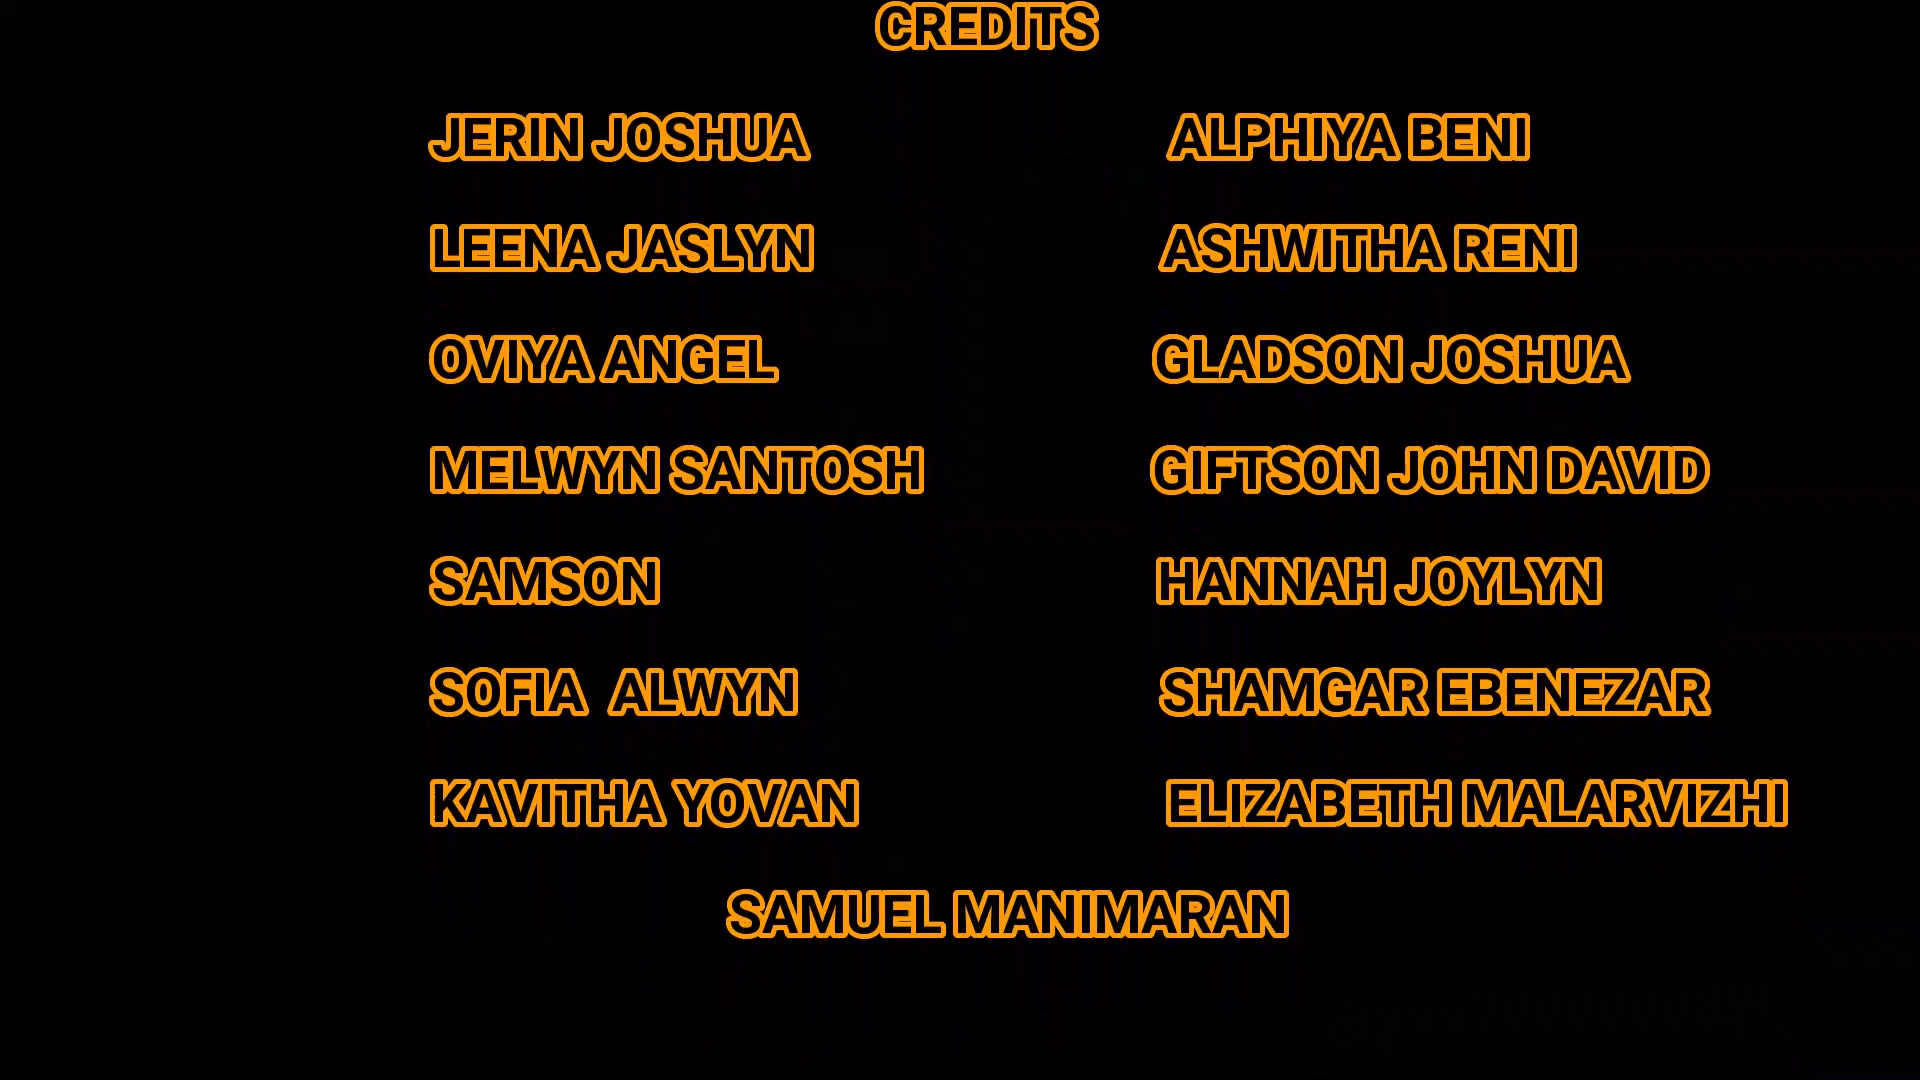 CREDITS
JERIN JOSHUA ALPHIYA BENI
LEENA JASLYN ASHWITHA RENI
OVIYA ANGEL GLADSON JOSHUA
MELWYN SANTOSH GIFTSON JOHN DAVID
SAMSON HANNAH JOYLYN
SOFIA  ALWYN SHAMGAR EBENEZAR
KAVITHA YOVAN ELIZABETH MALARVIZHI
SAMUEL MANIMARAN